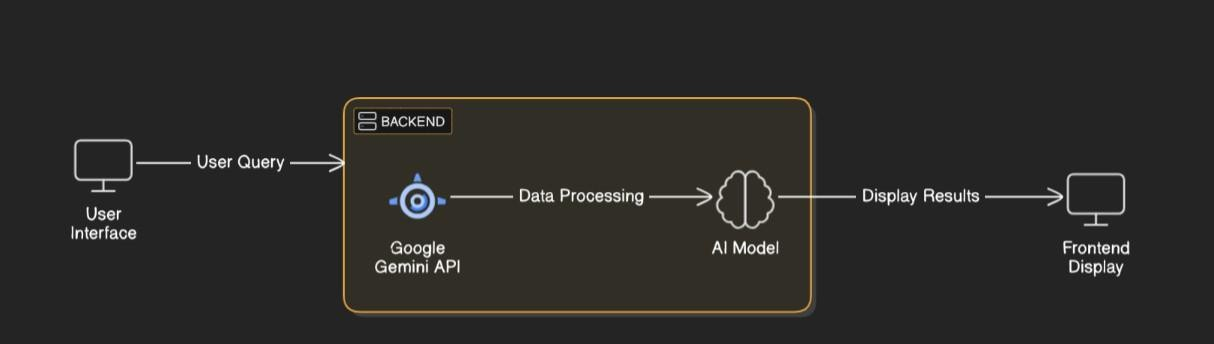 BACKEND
User Query
User
Interface
Data Processing
Google
Gemini API
AI Model
Display Results
Frontend
Display